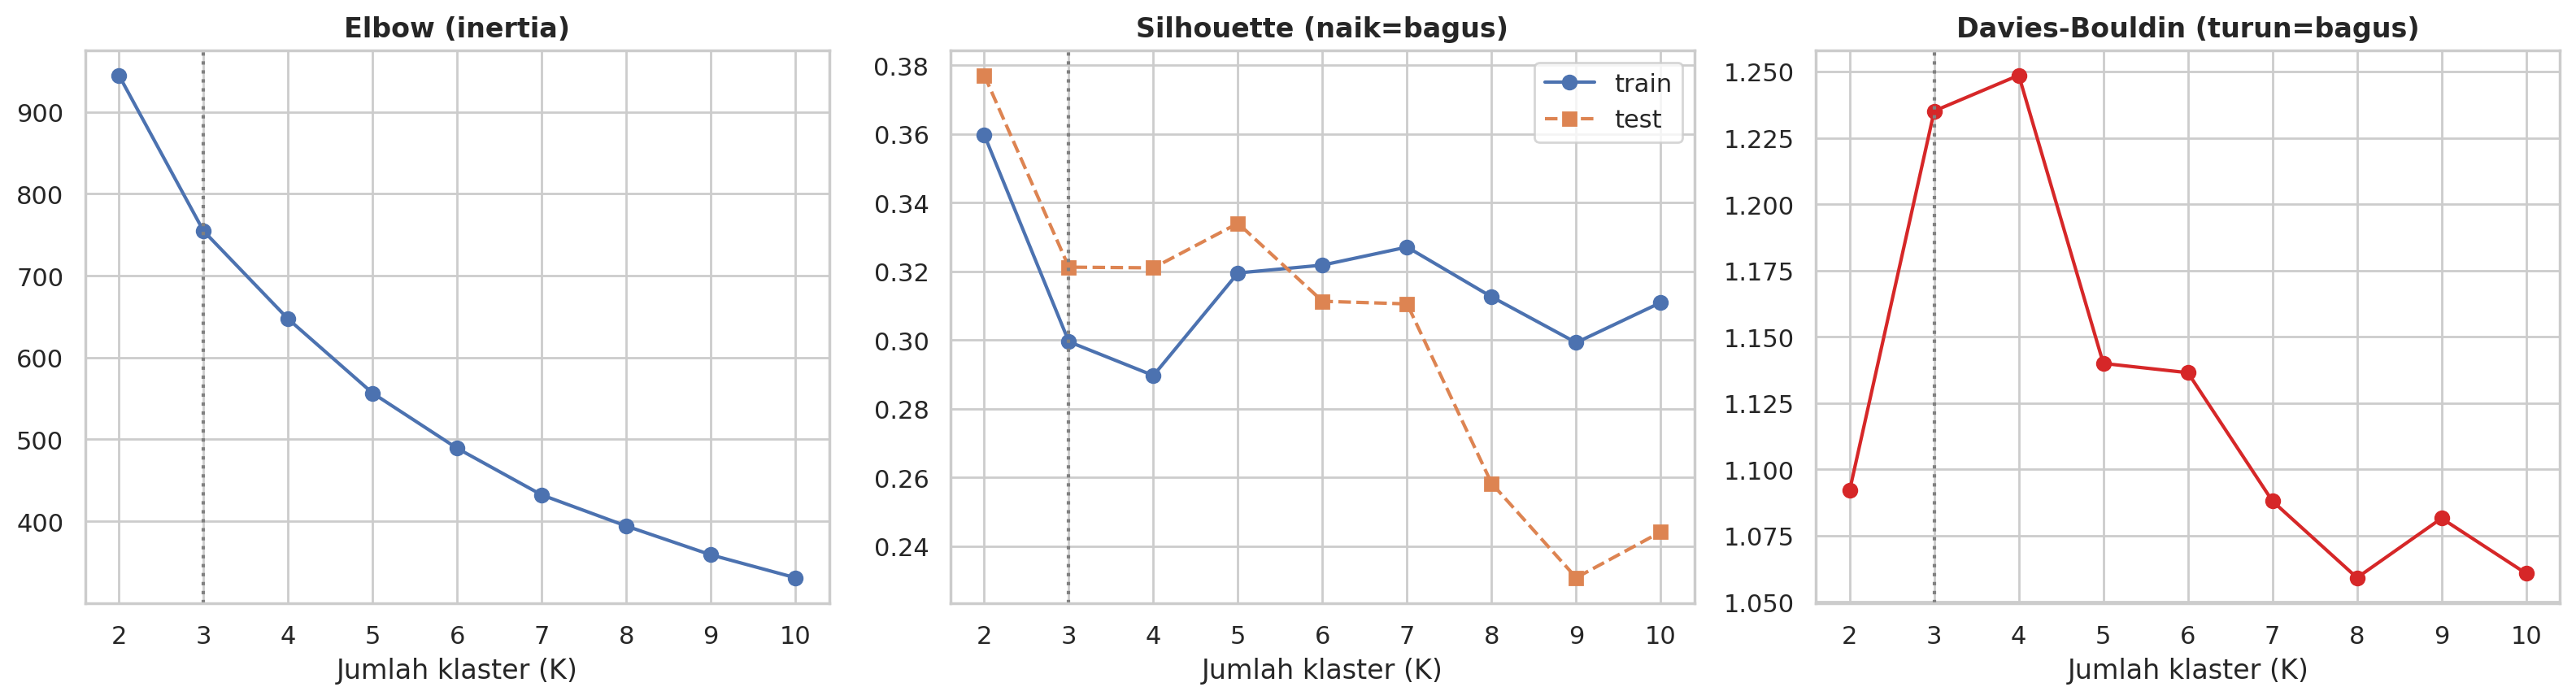 Elbow (inertia)
900
800
700
600
500
400
2 3 4 5 6 7 8 9 10
Jumlah klaster (K)
Silhouette (naik=bagus)
train
test
0.38
0.36
0.34
0.32
0.30
0.28
0.26
0.24
2 3 4 5 6 7 8 9 10
Jumlah klaster (K)
Davies-Bouldin (turun=bagus)
1.250
1.225
1.200
1.175
1.150
1.125
1.100
1.075
1.050
2 3 4 5 6 7 8 9 10
Jumlah klaster (K)